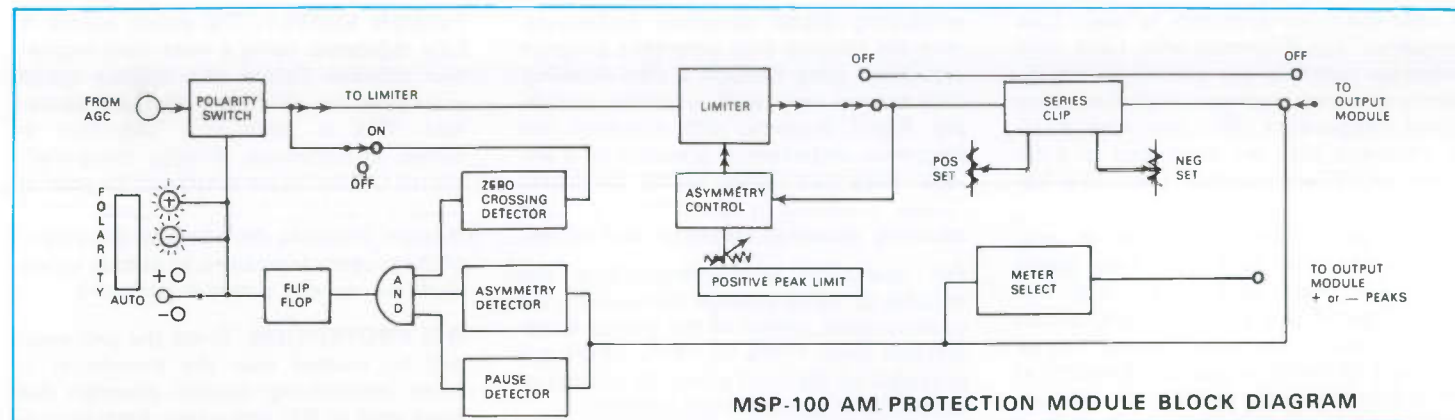 FROM
AGC
POLARITY
SWITCH
TO LIMITER
ON
OFF
POLARITY
+
−
+
AUTO
−
FLIP
FLOP
AND
ZERO
CROSSING
DETECTOR
ASYMMETRY
DETECTOR
PAUSE
DETECTOR
LIMITER
ASYMMETRY
CONTROL
POSITIVE PEAK LIMIT
OFF
SERIES
CLIP
POS
SET
NEG
SET
OFF
TO
OUTPUT
MODULE
METER
SELECT
TO OUTPUT
MODULE
+ or — PEAKS
MSP-100 AM PROTECTION MODULE BLOCK DIAGRAM